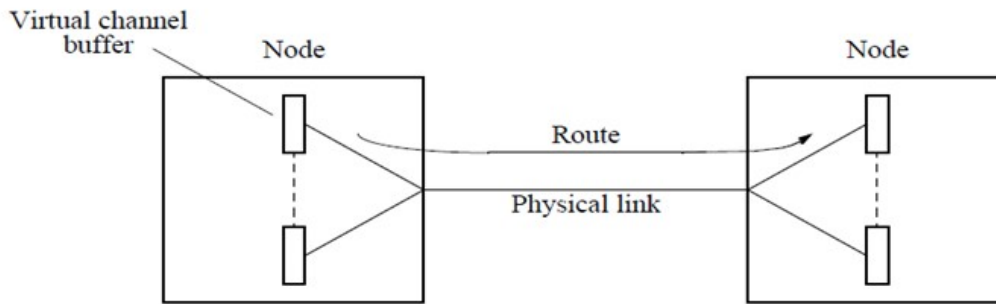 Virtual channel
buffer
Node
Node
Route
Physical link